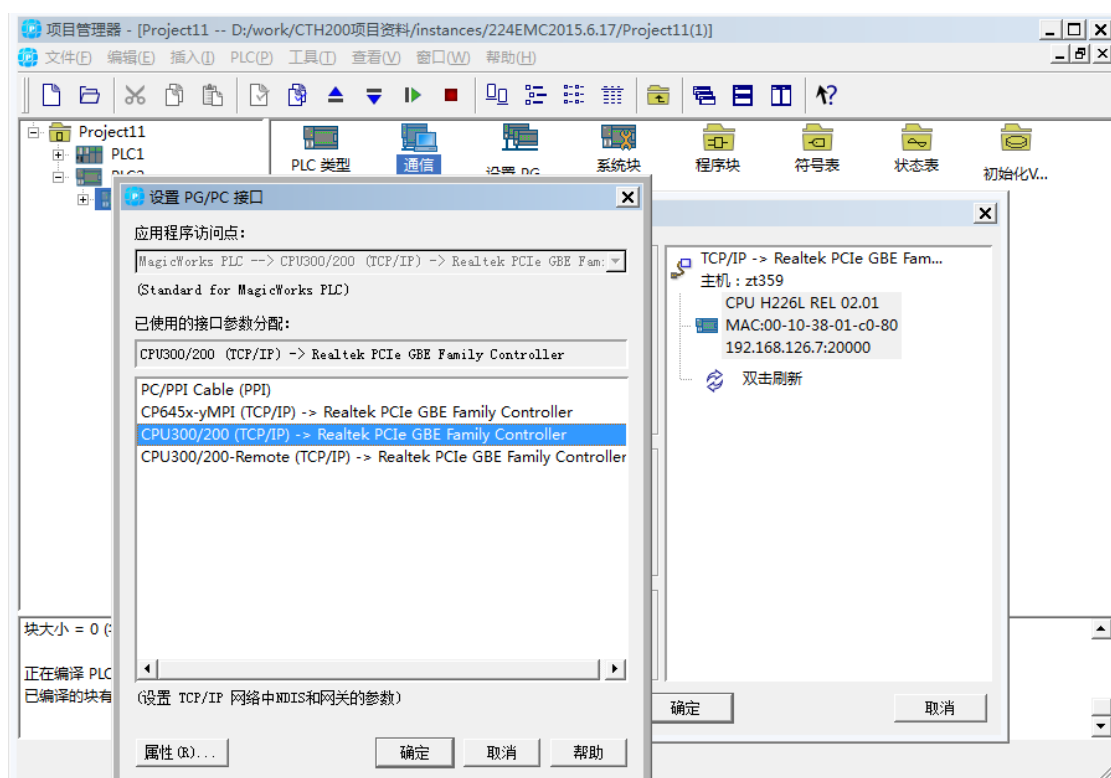 项目管理器 - [Project11 -- D:/work/CTH200项目资料/instances/224EMC2015.6.17/Project11(1)]
文件(F) 编辑(E) 插入(I) PLC(P) 工具(T) 查看(V) 窗口(W) 帮助(H)
Project11
PLC1
PLC 类型
通信
系统块
程序块
符号表
状态表
初始化V...
设置 PG/PC 接口
应用程序访问点:
MagicWorks PLC --> CPU300/200 (TCP/IP) -> Realtek PCIe GBE Fam:
(Standard for MagicWorks PLC)
已使用的接口参数分配:
CPU300/200 (TCP/IP) -> Realtek PCIe GBE Family Controller
PC/PPI Cable (PPI)
CP645x-yMPI (TCP/IP) -> Realtek PCIe GBE Family Controller
CPU300/200 (TCP/IP) -> Realtek PCIe GBE Family Controller
CPU300/200-Remote (TCP/IP) -> Realtek PCIe GBE Family Controller
(设置 TCP/IP 网络中NDIS和网关的参数)
属性(R)...
确定
取消
帮助
TCP/IP -> Realtek PCIe GBE Fam...
主机 : zt359
CPU H226L REL 02.01
MAC:00-10-38-01-c0-80
192.168.126.7:20000
双击刷新
确定
取消
块大小 = 0
正在编译 PLC
已编译的块有